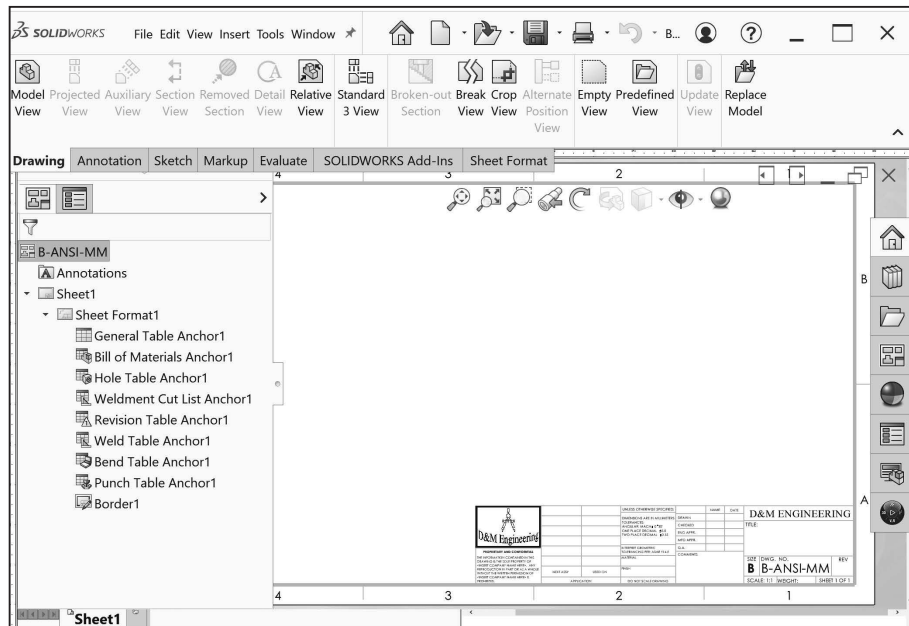 SOLIDWORKS File Edit View Insert Tools Window B... ?
Model View
Projected View
Auxiliary View
Section View
Removed Section
Detail View
Relative View
Standard 3 View
Broken-out Section
Break View
Crop View
Alternate Position View
Empty View
Predefined View
Update View
Replace Model
Drawing Annotation Sketch Markup Evaluate SOLIDWORKS Add-Ins Sheet Format
4 3 2 1
B-ANSI-MM
Annotations
Sheet1
Sheet Format1
General Table Anchor1
Bill of Materials Anchor1
Hole Table Anchor1
Weldment Cut List Anchor1
Revision Table Anchor1
Weld Table Anchor1
Bend Table Anchor1
Punch Table Anchor1
Border1
B
A
D&M Engineering
PROPRIETARY AND CONFIDENTIAL
UNLESS OTHERWISE SPECIFIED:
NAME DATE
D&M ENGINEERING
TITLE:
SIZE DWG. NO. REV
B B-ANSI-MM
SCALE: 1:1 WEIGHT: SHEET 1 OF 1
4 3 2 1
Sheet1